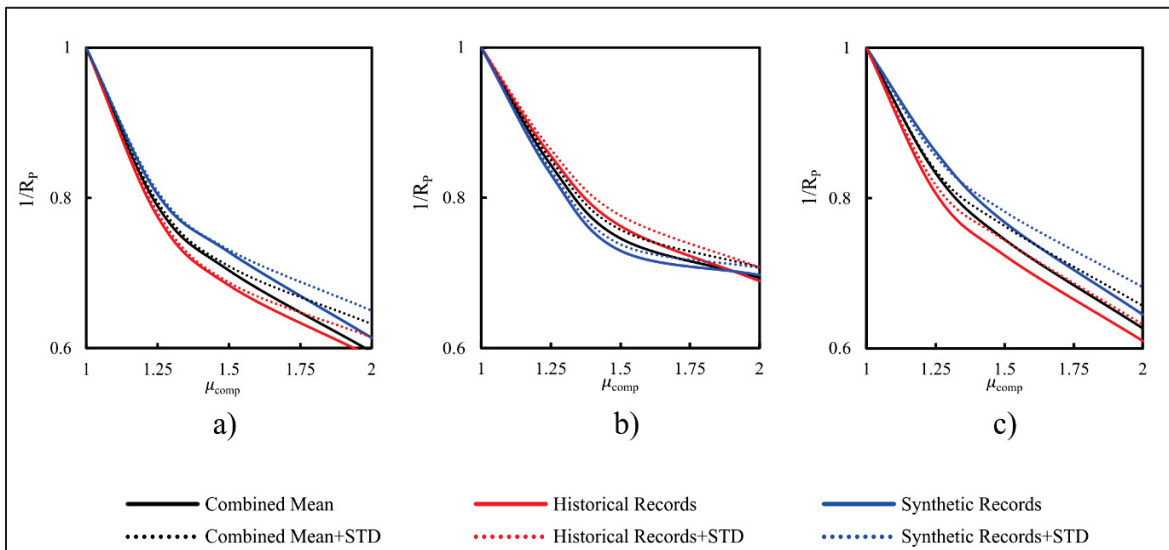 1
0.8
0.6
1/R_P
1 1.25 1.5 1.75 2
μ_comp
a)
1
0.8
0.6
1/R_P
1 1.25 1.5 1.75 2
μ_comp
b)
1
0.8
0.6
1/R_P
1 1.25 1.5 1.75 2
μ_comp
c)
Combined Mean Historical Records Synthetic Records
Combined Mean+STD Historical Records+STD Synthetic Records+STD